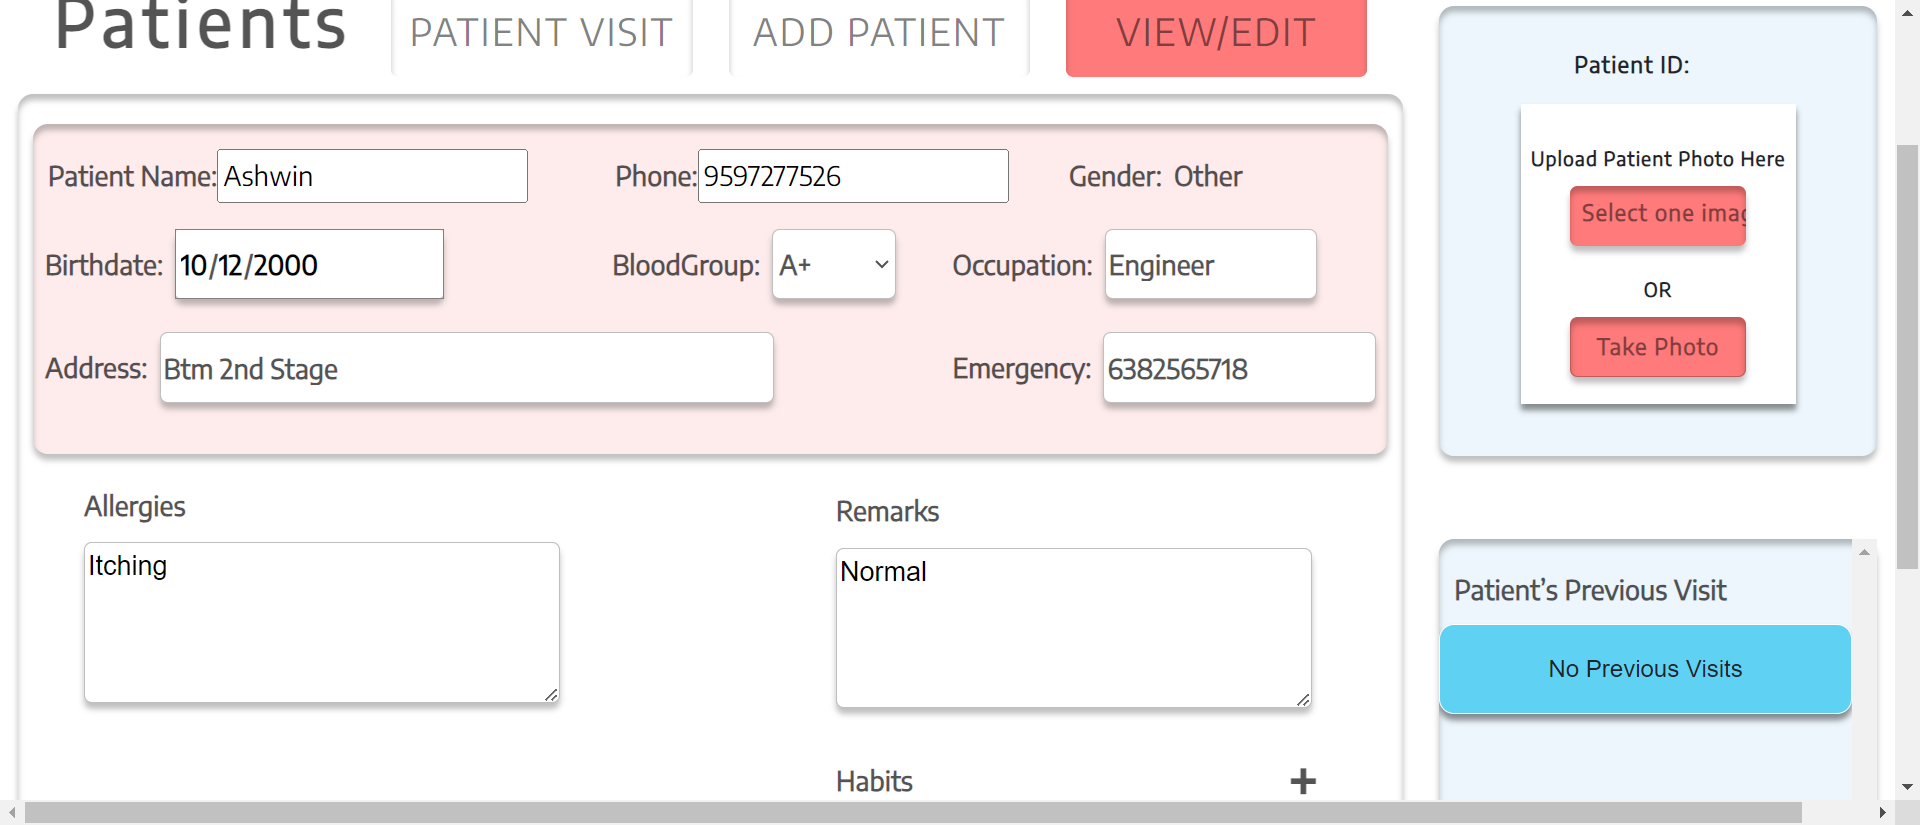 Patients
PATIENT VISIT
ADD PATIENT
VIEW/EDIT
Patient Name: Ashwin
Phone: 9597277526
Gender: Other
Birthdate: 10/12/2000
BloodGroup: A+
Occupation: Engineer
Address: Btm 2nd Stage
Emergency: 6382565718
Allergies
Itching
Remarks
Normal
Habits
Patient ID:
Upload Patient Photo Here
Select one imag
OR
Take Photo
Patient’s Previous Visit
No Previous Visits